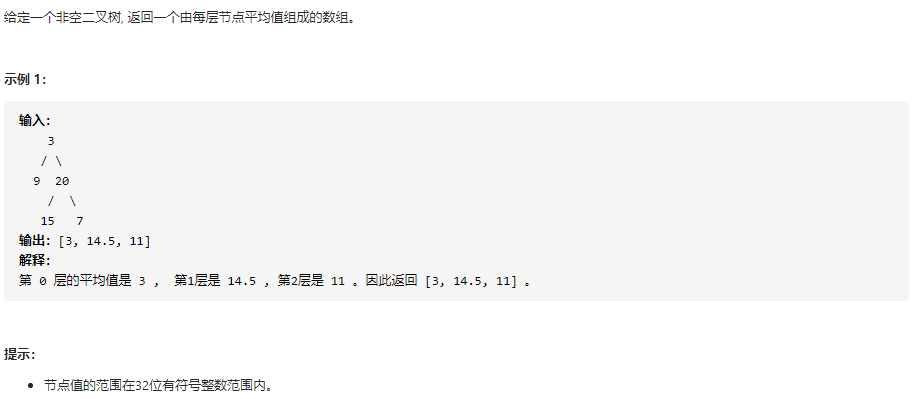 给定一个非空二叉树, 返回一个由每层节点平均值组成的数组。
示例 1:
输入:
    3
   / \
  9  20
    /  \
   15   7
输出: [3, 14.5, 11]
解释:
第 0 层的平均值是 3 ,  第1层是 14.5 , 第2层是 11 。因此返回 [3, 14.5, 11] 。
提示:
• 节点值的范围在32位有符号整数范围内。